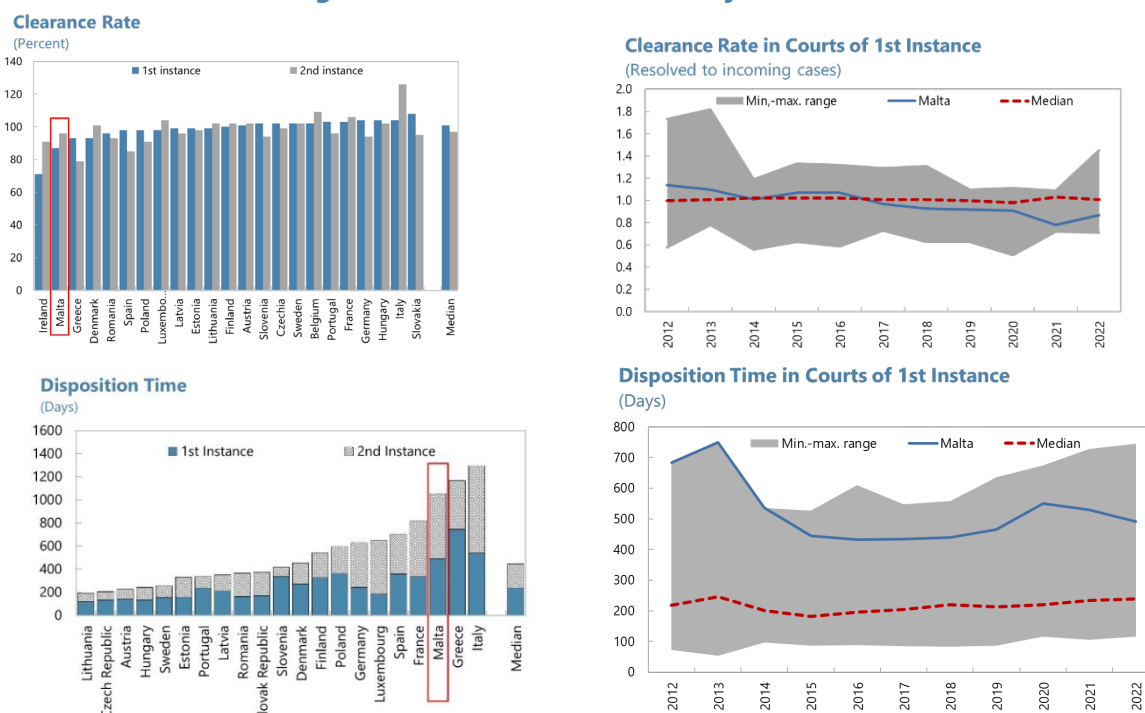 Clearance Rate
(Percent)
140
120
100
80
60
40
20
0
1st instance
2nd instance
Ireland
Malta
Greece
Denmark
Romania
Spain
Poland
Luxembo...
Latvia
Estonia
Lithuania
Finland
Austria
Slovenia
Czechia
Sweden
Belgium
Portugal
France
Germany
Hungary
Italy
Slovakia
Median
Clearance Rate in Courts of 1st Instance
(Resolved to incoming cases)
2.0
1.8
1.6
1.4
1.2
1.0
0.8
0.6
0.4
0.2
0.0
Min,-max. range
Malta
Median
2012
2013
2014
2015
2016
2017
2018
2019
2020
2021
2022
Disposition Time
(Days)
1600
1400
1200
1000
800
600
400
200
0
1st Instance
2nd Instance
Lithuania
Czech Republic
Austria
Hungary
Sweden
Estonia
Portugal
Latvia
Romania
Slovak Republic
Slovenia
Denmark
Finland
Poland
Germany
Luxembourg
Spain
France
Malta
Greece
Italy
Median
Disposition Time in Courts of 1st Instance
(Days)
800
700
600
500
400
300
200
100
0
Min.-max. range
Malta
Median
2012
2013
2014
2015
2016
2017
2018
2019
2020
2021
2022